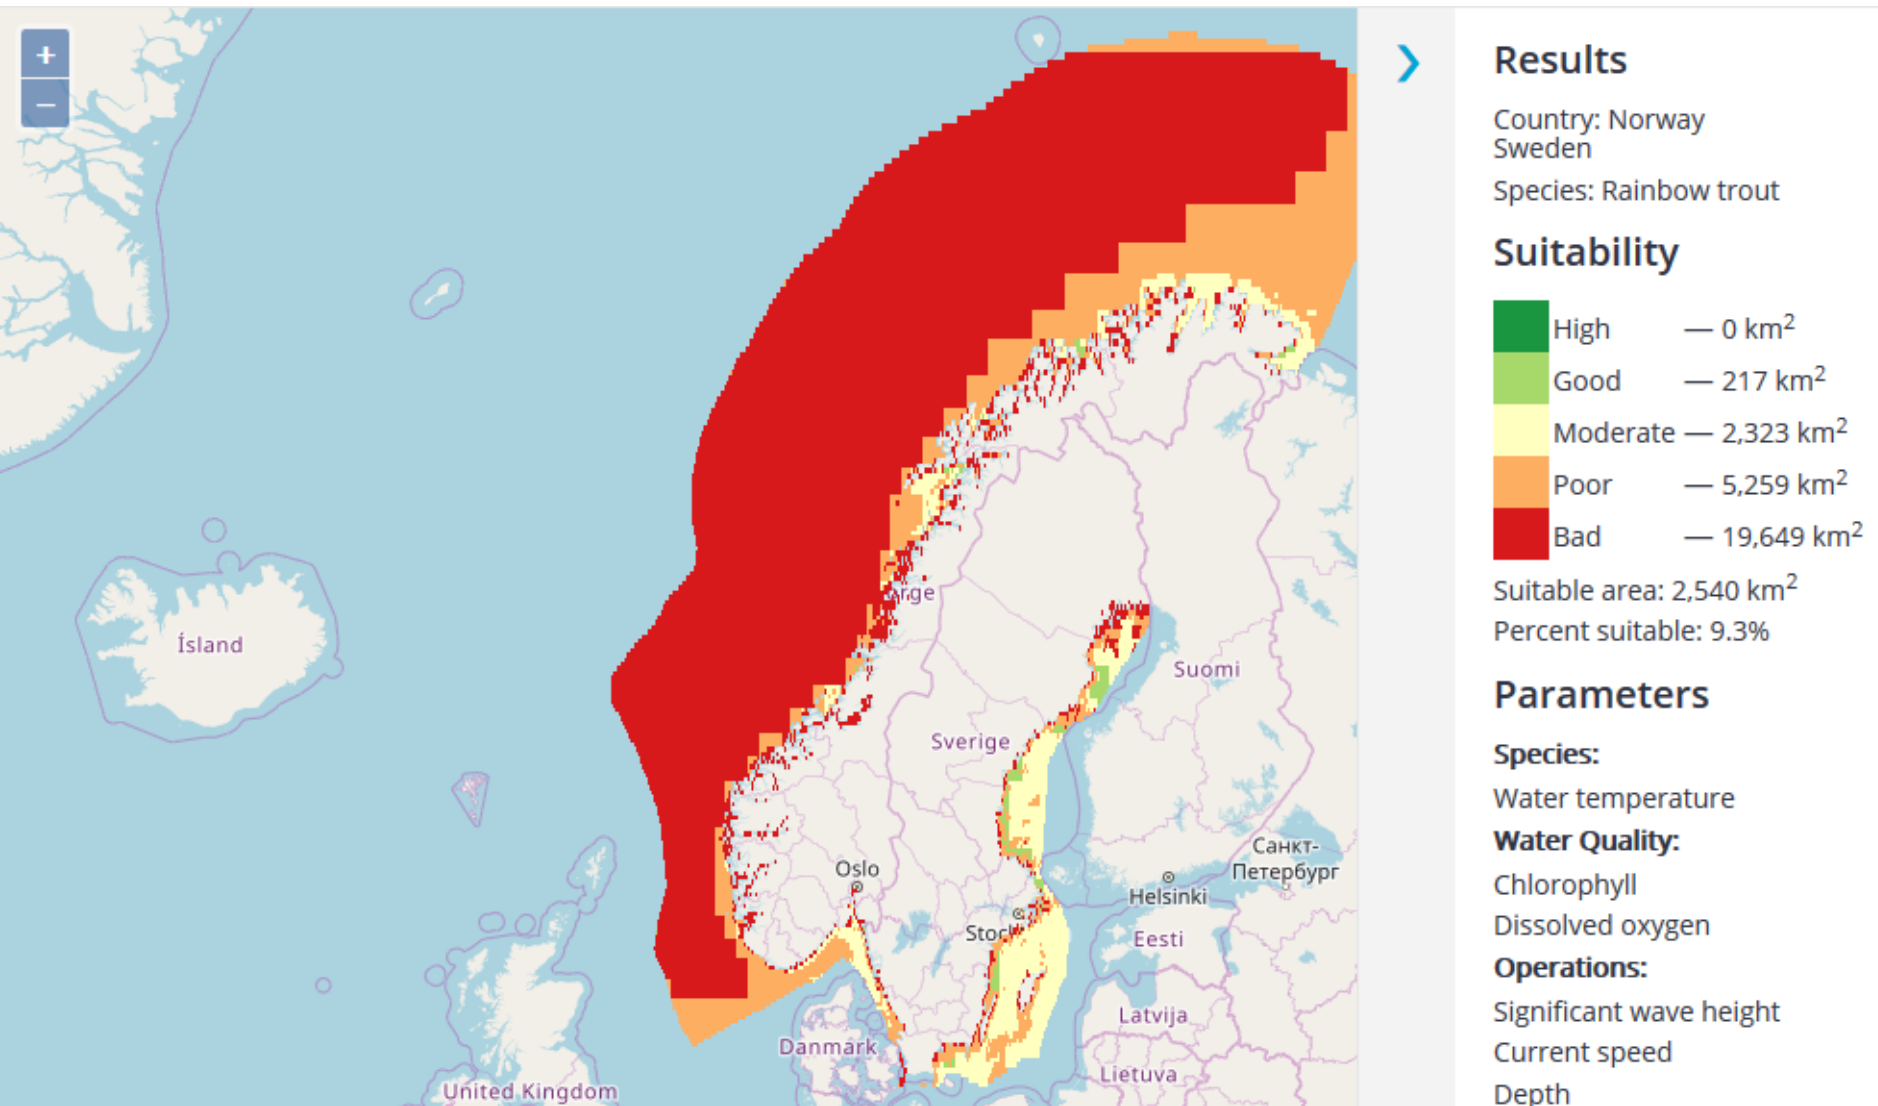 +
−
Ísland
United Kingdom
Danmark
Oslo
Sverige
Suomi
Helsinki
Санкт-
Петербург
Eesti
Latvija
Lietuva
Results
Country: Norway
Sweden
Species: Rainbow trout
Suitability
High — 0 km²
Good — 217 km²
Moderate — 2,323 km²
Poor — 5,259 km²
Bad — 19,649 km²
Suitable area: 2,540 km²
Percent suitable: 9.3%
Parameters
Species:
Water temperature
Water Quality:
Chlorophyll
Dissolved oxygen
Operations:
Significant wave height
Current speed
Depth